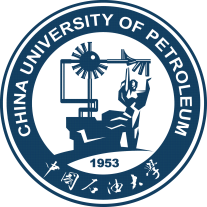 CHINA UNIVERSITY OF PETROLEUM
1953
中国石油大学